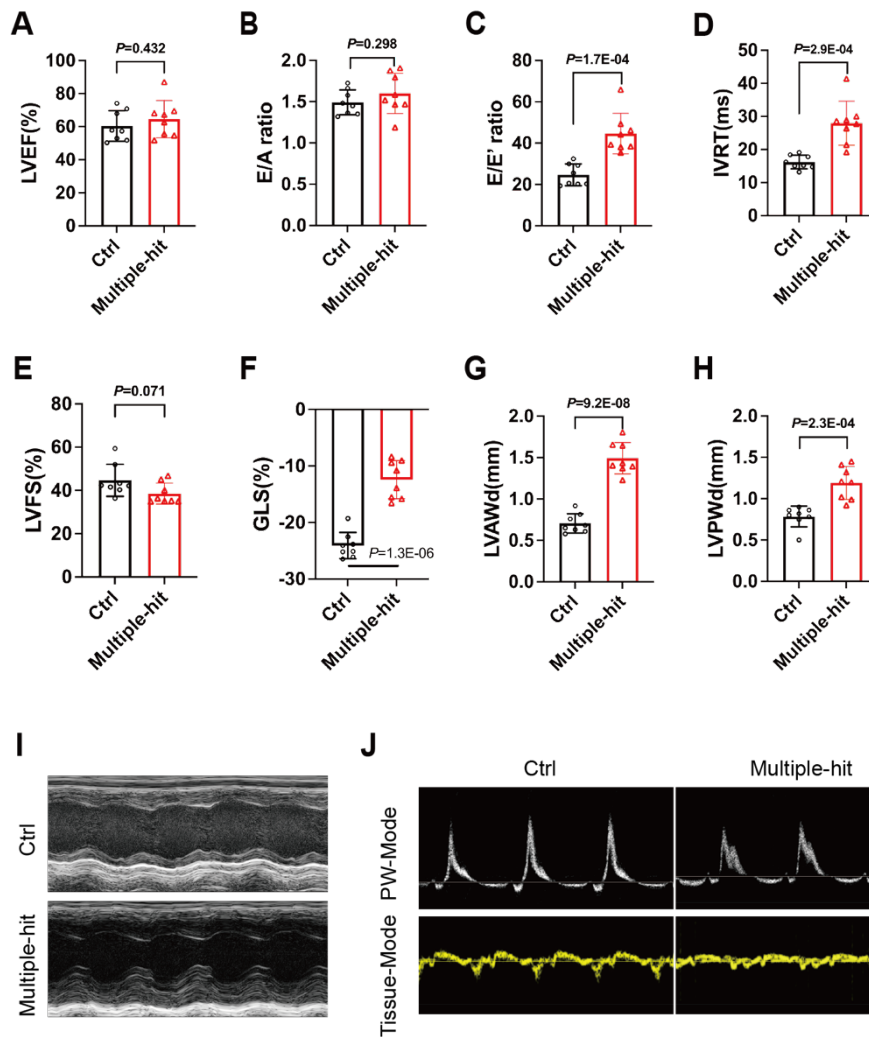 A
P=0.432
LVEF(%)
100
80
60
40
20
0
Ctrl
Multiple-hit
B
P=0.298
E/A ratio
2.0
1.5
1.0
0.5
0.0
Ctrl
Multiple-hit
C
P=1.7E-04
E/E' ratio
80
60
40
20
0
Ctrl
Multiple-hit
D
P=2.9E-04
IVRT(ms)
50
40
30
20
10
0
Ctrl
Multiple-hit
E
P=0.071
LVFS(%)
80
60
40
20
0
Ctrl
Multiple-hit
F
GLS(%)
0
-10
-20
-30
P=1.3E-06
Ctrl
Multiple-hit
G
P=9.2E-08
LVAWd(mm)
2.0
1.5
1.0
0.5
0.0
Ctrl
Multiple-hit
H
P=2.3E-04
LVPWd(mm)
2.0
1.5
1.0
0.5
0.0
Ctrl
Multiple-hit
I
Ctrl
Multiple-hit
J
Ctrl
Multiple-hit
PW-Mode
Tissue-Mode